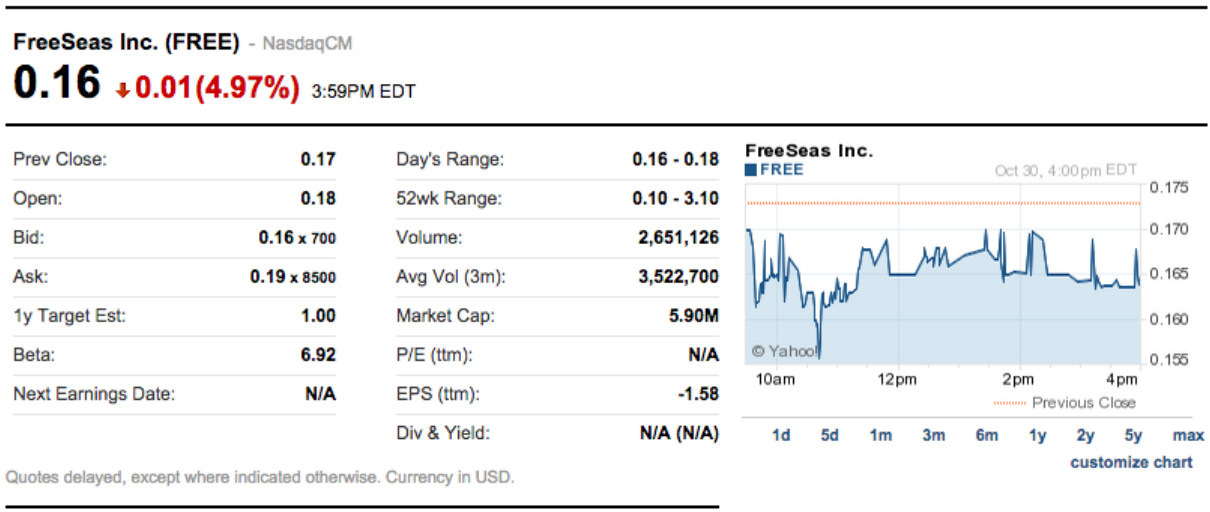 FreeSeas Inc. (FREE) - NasdaqCM
0.16 ↓0.01(4.97%) 3:59PM EDT
Prev Close: 0.17
Open: 0.18
Bid: 0.16 x 700
Ask: 0.19 x 8500
1y Target Est: 1.00
Beta: 6.92
Next Earnings Date: N/A
Day's Range: 0.16 - 0.18
52wk Range: 0.10 - 3.10
Volume: 2,651,126
Avg Vol (3m): 3,522,700
Market Cap: 5.90M
P/E (ttm): N/A
EPS (ttm): -1.58
Div & Yield: N/A (N/A)
Quotes delayed, except where indicated otherwise. Currency in USD.
FreeSeas Inc.
FREE Oct 30, 4:00pm EDT
0.175
0.170
0.165
0.160
0.155
© Yahoo!
10am 12pm 2pm 4pm
Previous Close
1d 5d 1m 3m 6m 1y 2y 5y max
customize chart